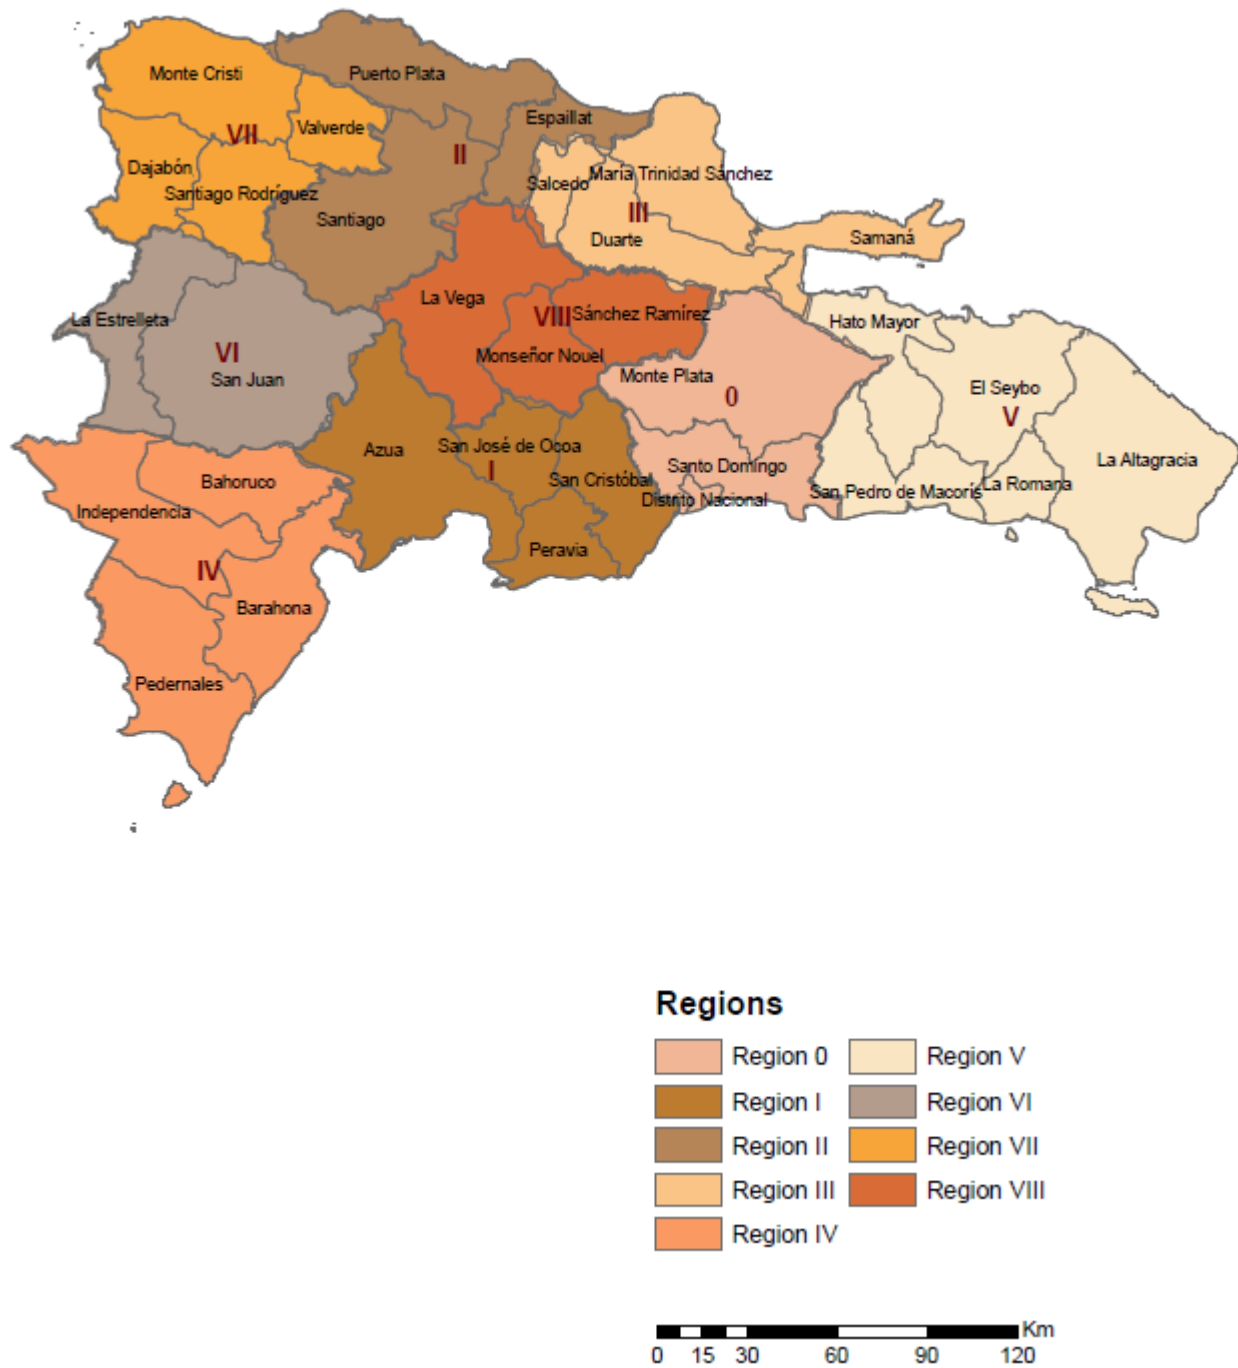 Monte Cristi
Puerto Plata
Espaillat
Valverde
VII
II
Dajabón
Santiago Rodríguez
Salcedo
María Trinidad Sánchez
III
Santiago
Duarte
Samaná
La Vega
VIII
Sánchez Ramírez
Hato Mayor
La Estrelleta
VI
San Juan
Monseñor Nouel
Monte Plata
0
El Seybo
V
Azua
San José de Ocoa
I
San Cristóbal
Santo Domingo
Distrito Nacional
San Pedro de Macorís
La Romana
La Altagracia
Bahoruco
Independencia
Peravia
IV
Barahona
Pedernales
Regions
Region 0
Region V
Region I
Region VI
Region II
Region VII
Region III
Region VIII
Region IV
Km
0 15 30 60 90 120